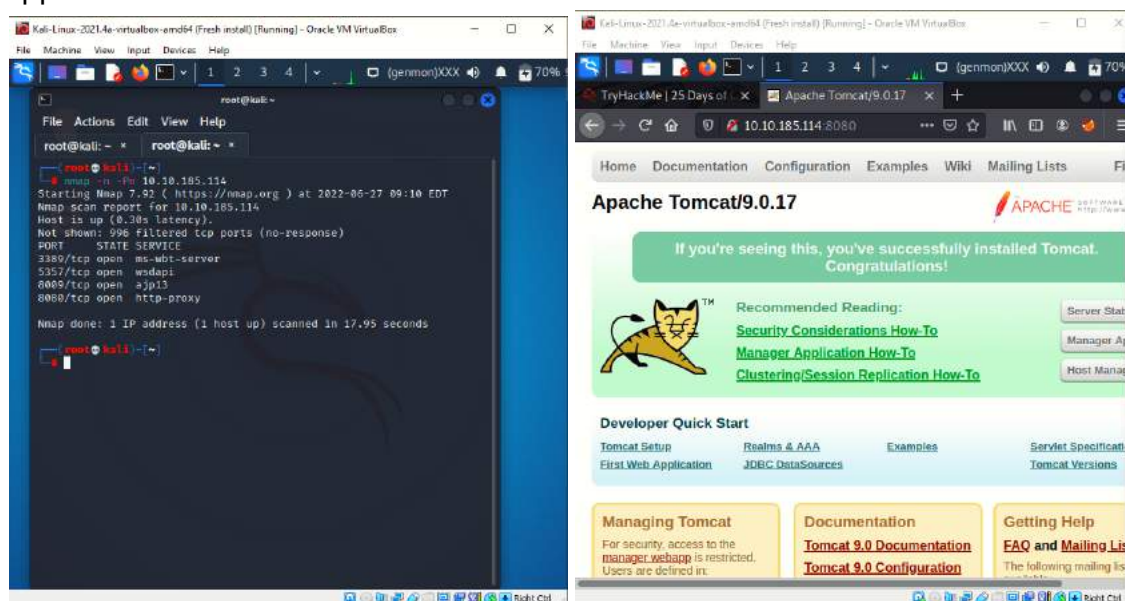 Kali-Linux-2021.4a-virtualbox-amd64 (Fresh install) [Running] - Oracle VM VirtualBox
File Machine View Input Devices Help
1 2 3 4 (genmon)XXX 70%
root@kali:~
File Actions Edit View Help
root@kali: ~ × root@kali: ~ ×
(root kali)-[~]
# nmap -n -Pn 10.10.185.114
Starting Nmap 7.92 ( https://nmap.org ) at 2022-06-27 09:10 EDT
Nmap scan report for 10.10.185.114
Host is up (0.30s latency).
Not shown: 996 filtered tcp ports (no-response)
PORT STATE SERVICE
3389/tcp open ms-wbt-server
5357/tcp open wsdapi
8009/tcp open ajp13
8080/tcp open http-proxy
Nmap done: 1 IP address (1 host up) scanned in 17.95 seconds
(root kali)-[~]
#
Right Ctrl
Kali-Linux-2021.4a-virtualbox-amd64 (Fresh install) [Running] - Oracle VM VirtualBox
File Machine View Input Devices Help
1 2 3 4 (genmon)XXX 70%
TryHackMe | 25 Days of × Apache Tomcat/9.0.17 × +
10.10.185.114:8080
Home Documentation Configuration Examples Wiki Mailing Lists Fi
Apache Tomcat/9.0.17
APACHE
If you're seeing this, you've successfully installed Tomcat.
Congratulations!
TM
Recommended Reading:
Security Considerations How-To
Manager Application How-To
Clustering/Session Replication How-To
Server Stat
Manager Ap
Host Manag
Developer Quick Start
Tomcat Setup Realms & AAA Examples Servlet Specificati
First Web Application JDBC DataSources Tomcat Versions
Managing Tomcat
For security, access to the
manager webapp is restricted.
Users are defined in:
Documentation
Tomcat 9.0 Documentation
Tomcat 9.0 Configuration
Getting Help
FAQ and Mailing Lis
The following mailing lis
Right Ctrl